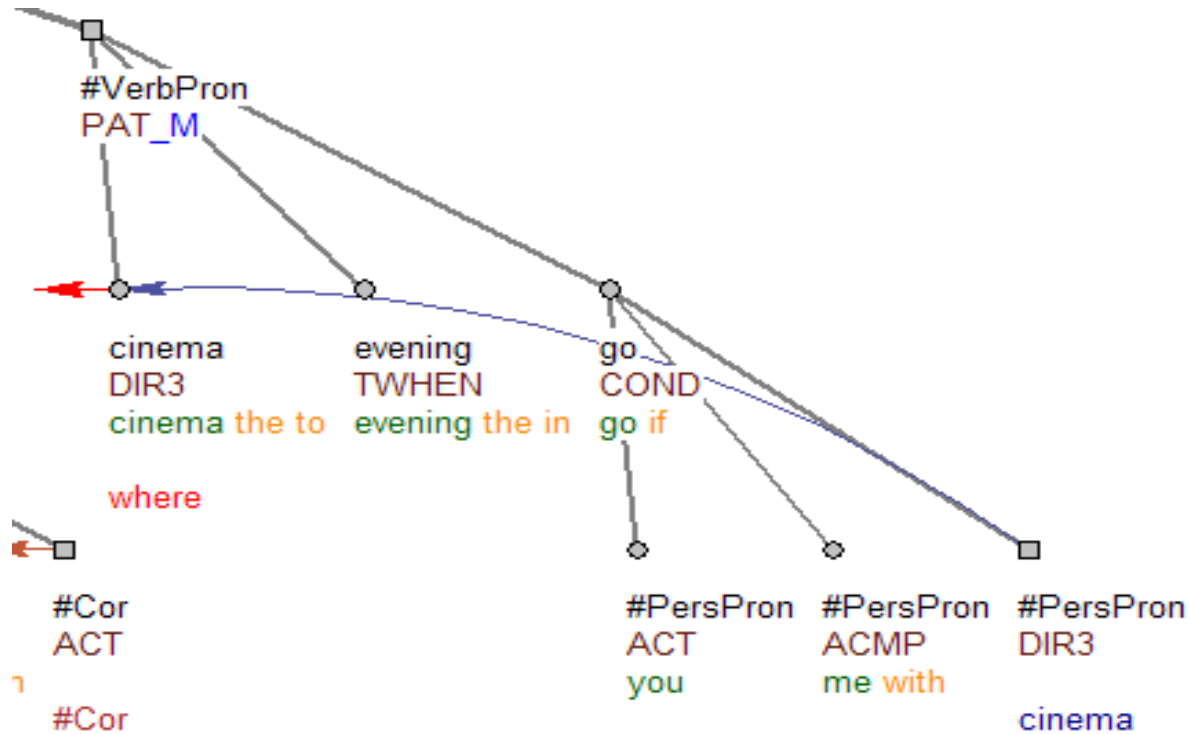 #VerbPron
PAT_M
cinema evening go
DIR3 TWHEN COND
cinema the to evening the in go if
where
#Cor #PersPron #PersPron #PersPron
ACT ACT ACMP DIR3
n you me with
#Cor cinema